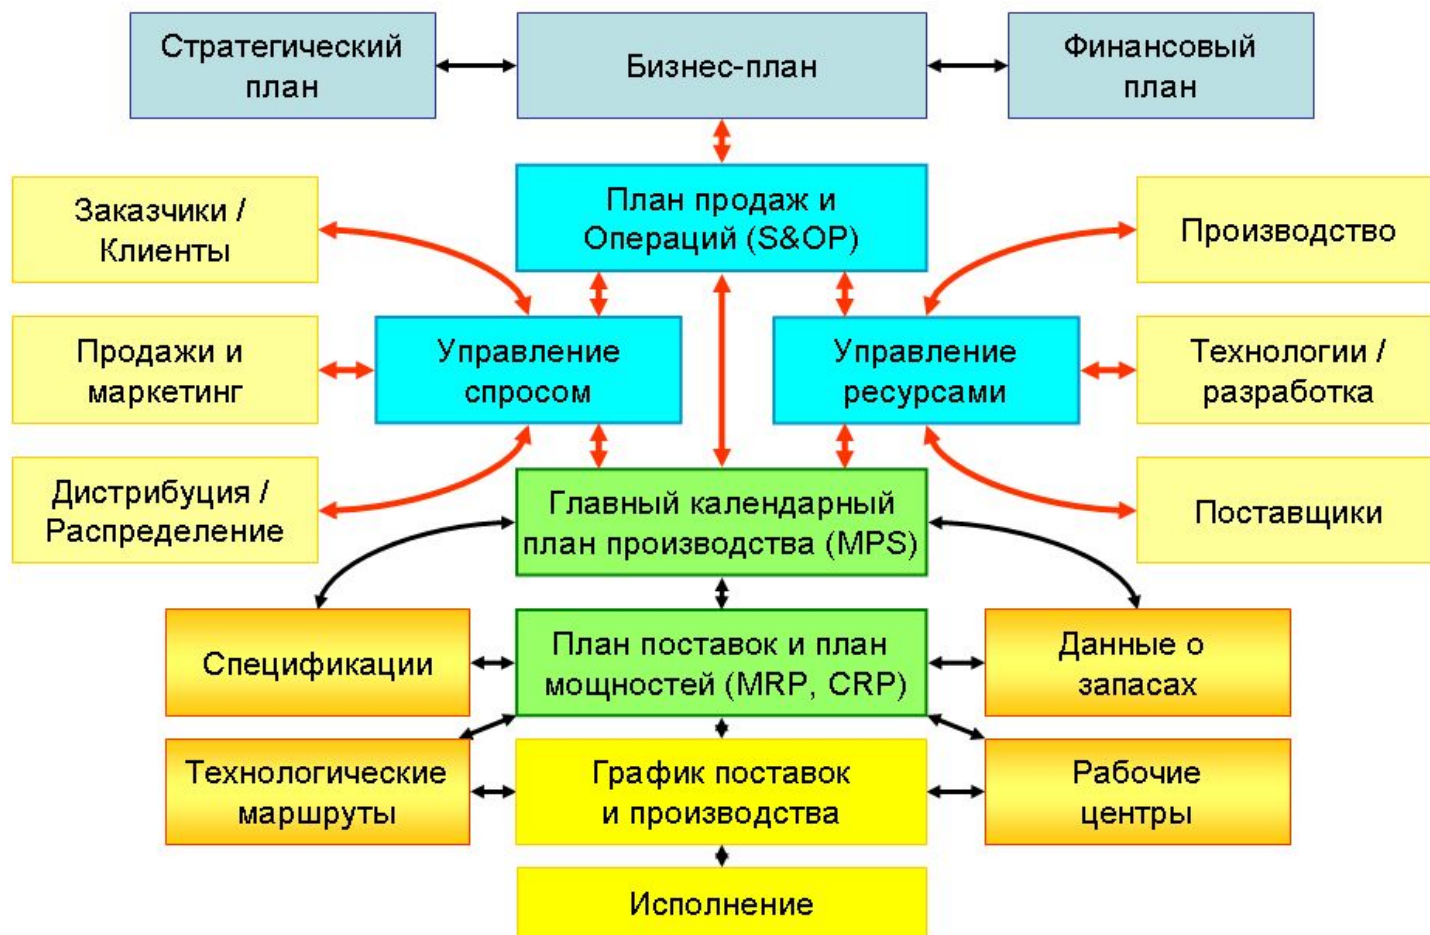 Стратегический
план
Бизнес-план
Финансовый
план
Заказчики /
Клиенты
План продаж и
Операций (S&OP)
Производство
Продажи и
маркетинг
Управление
спросом
Управление
ресурсами
Технологии /
разработка
Дистрибуция /
Распределение
Главный календарный
план производства (MPS)
Поставщики
Спецификации
План поставок и план
мощностей (MRP, CRP)
Данные о
запасах
Технологические
маршруты
График поставок
и производства
Рабочие
центры
Исполнение